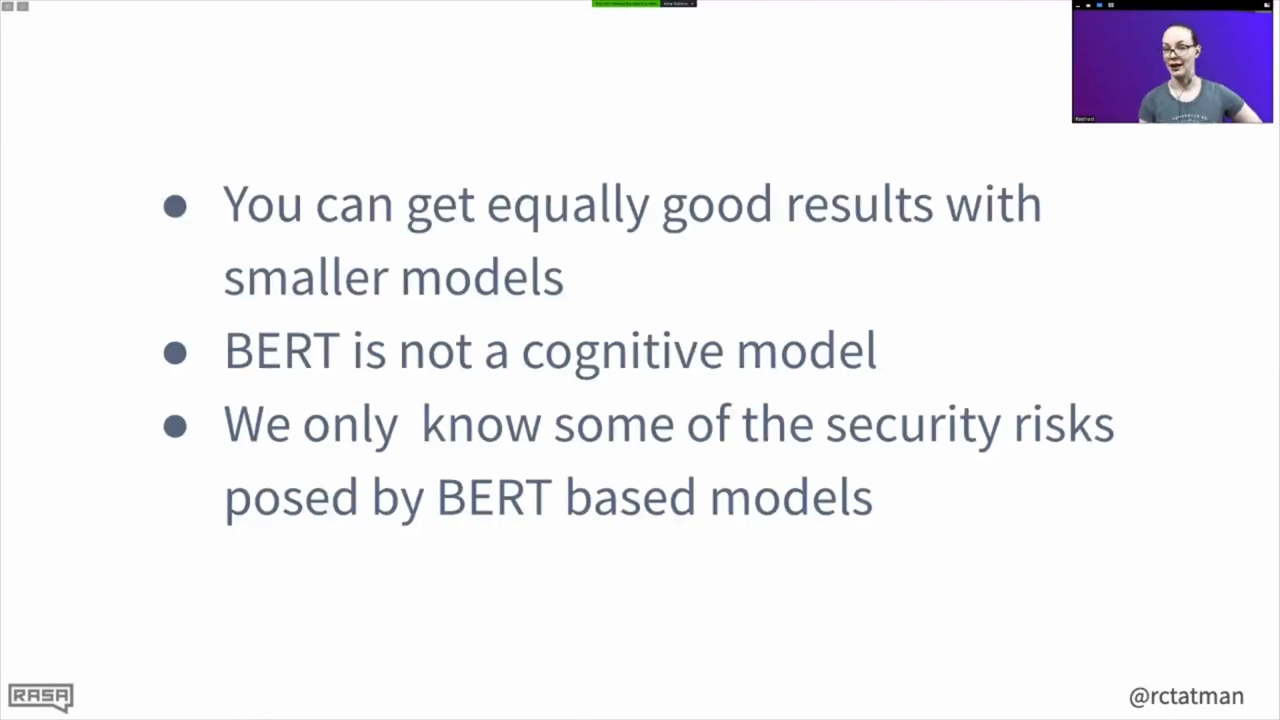 ● You can get equally good results with
smaller models
● BERT is not a cognitive model
● We only  know some of the security risks
posed by BERT based models
RASA
@rctatman